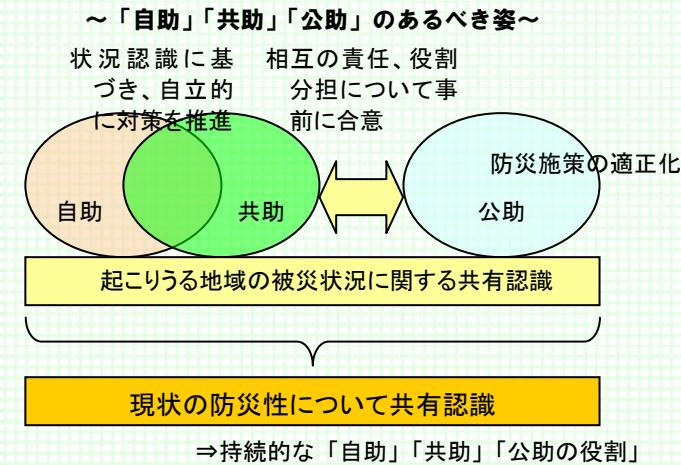 ～「自助」「共助」「公助」のあるべき姿～
状況認識に基
づき、自立的
に対策を推進
相互の責任、役割
分担について事
前に合意
防災施策の適正化
自助
共助
公助
起こりうる地域の被災状況に関する共有認識
現状の防災性について共有認識
⇒持続的な「自助」「共助」「公助の役割」